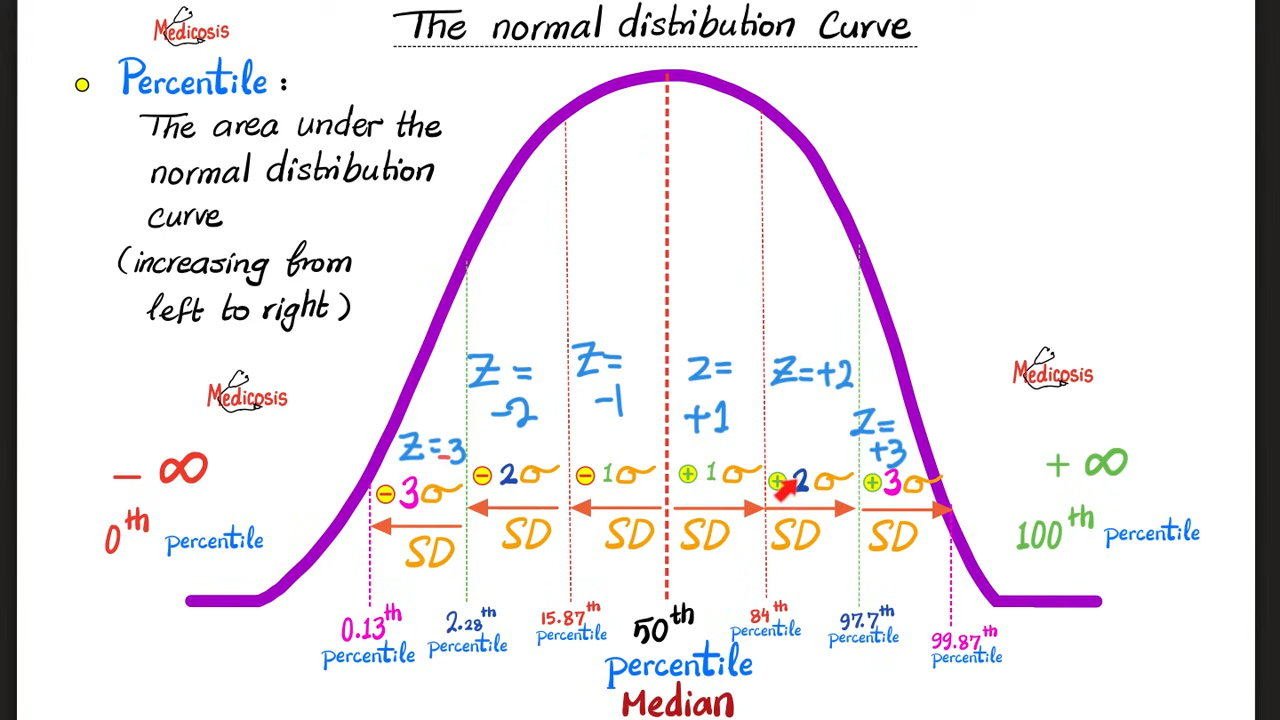 Medicosis
The normal distribution Curve
Percentile :
The area under the
normal distribution
curve
(increasing from
left to right)
Medicosis
Medicosis
Z = -2
Z= -1
Z= +1
Z=+2
Z=-3
Z= +3
- ∞
0th percentile
-3σ
-2σ
-1σ
+1σ
+2σ
+3σ
+ ∞
100th percentile
SD
SD
SD
SD
SD
SD
0.13th
percentile
2.28th
percentile
15.87th
percentile
50th
percentile
Median
84th
percentile
97.7th
percentile
99.87th
percentile